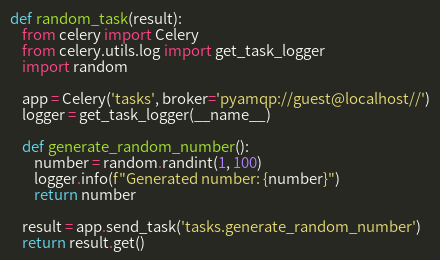 def random_task(result):
    from celery import Celery
    from celery.utils.log import get_task_logger
    import random

    app = Celery('tasks', broker='pyamqp://guest@localhost//')
    logger = get_task_logger(__name__)

    def generate_random_number():
        number = random.randint(1, 100)
        logger.info(f"Generated number: {number}")
        return number

    result = app.send_task('tasks.generate_random_number')
    return result.get()